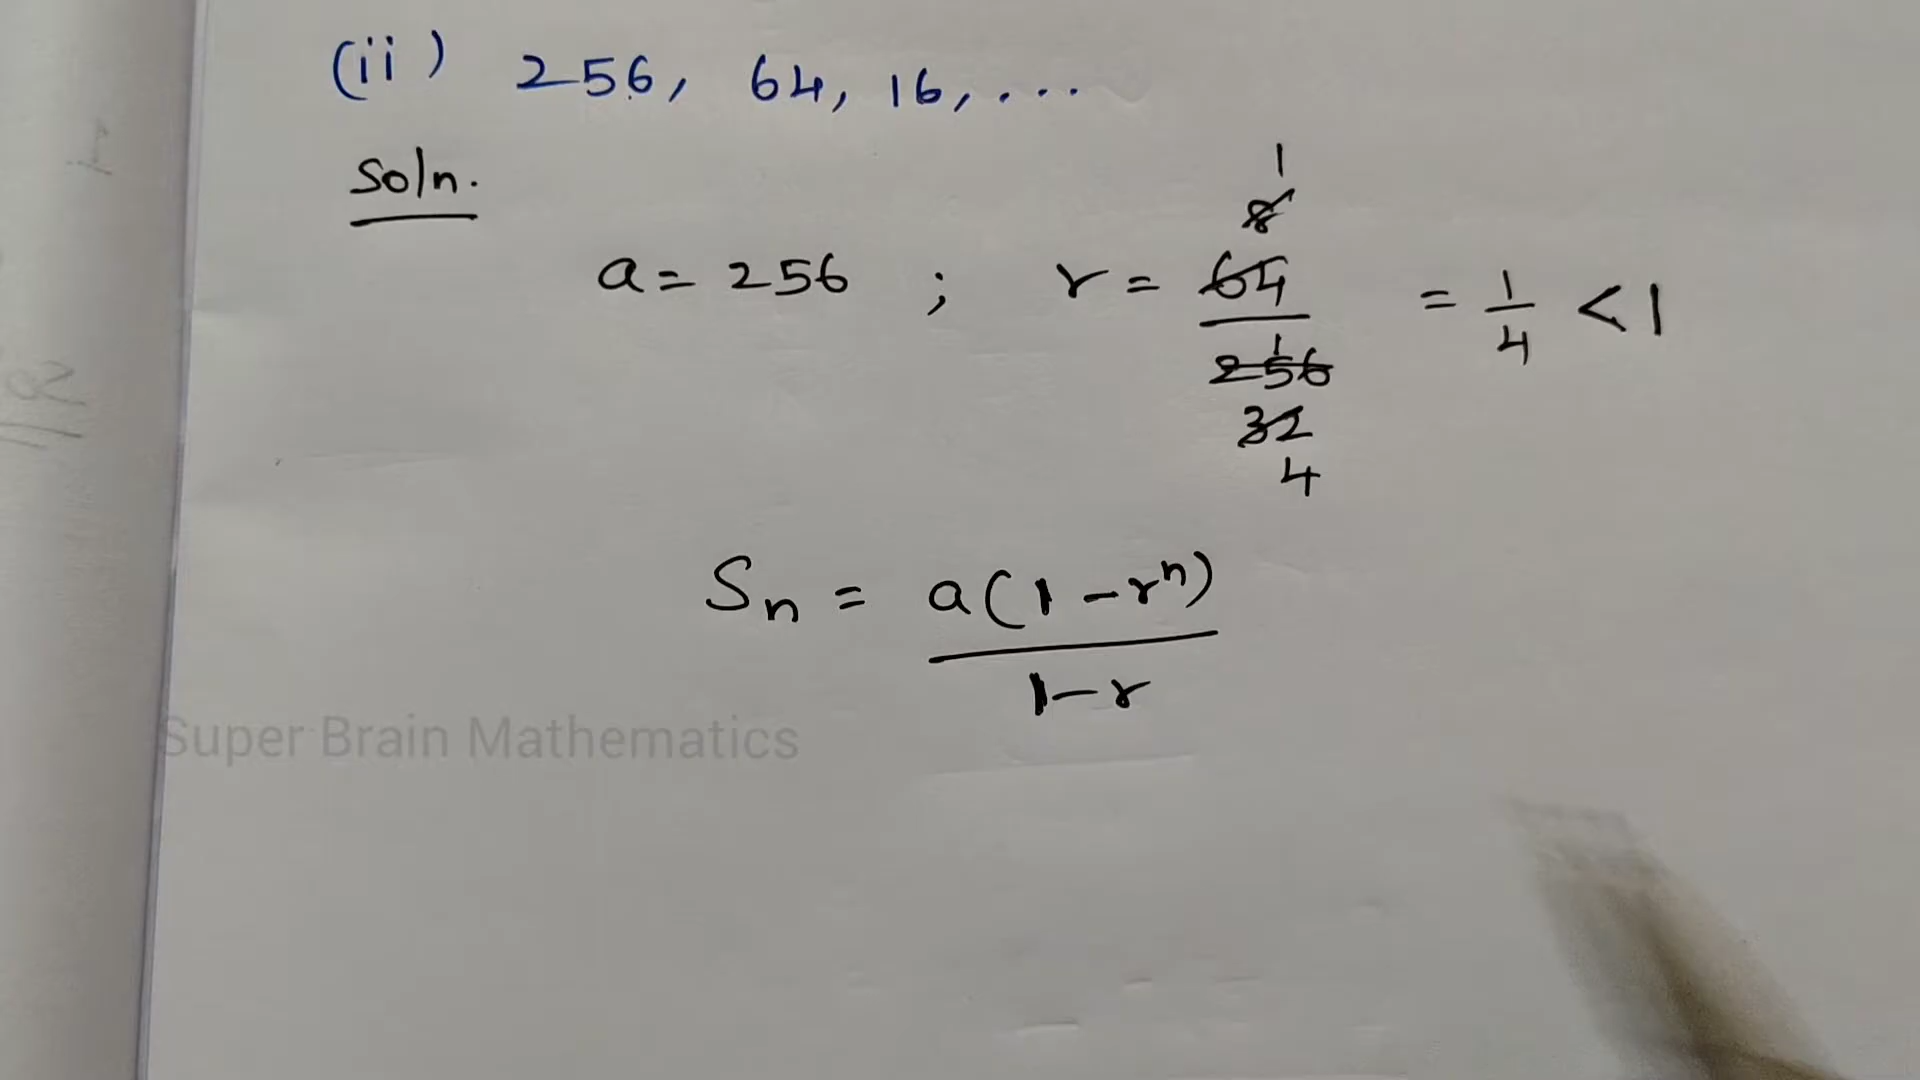 (ii) 256, 64, 16, ...
Soln.
a = 256 ; r = 64/256 = 1/4 < 1
1
8
1
32
4
Sn = a(1 - rⁿ)/1 - r
Super Brain Mathematics